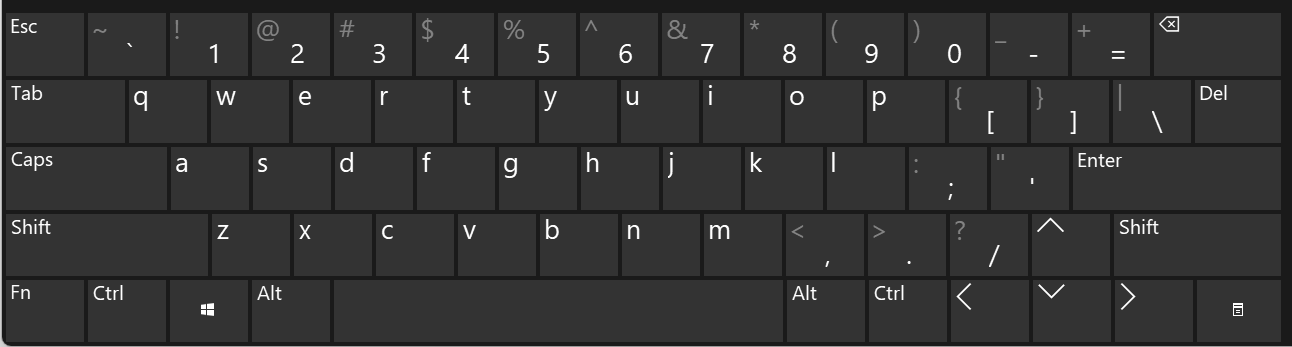 Esc ~ ` ! 1 @ 2 # 3 $ 4 % 5 ^ 6 & 7 * 8 ( 9 ) 0 _ - + =
Tab q w e r t y u i o p { [ } ] | \ Del
Caps a s d f g h j k l : ; " ' Enter
Shift z x c v b n m < , > . ? / Shift
Fn Ctrl Alt Alt Ctrl